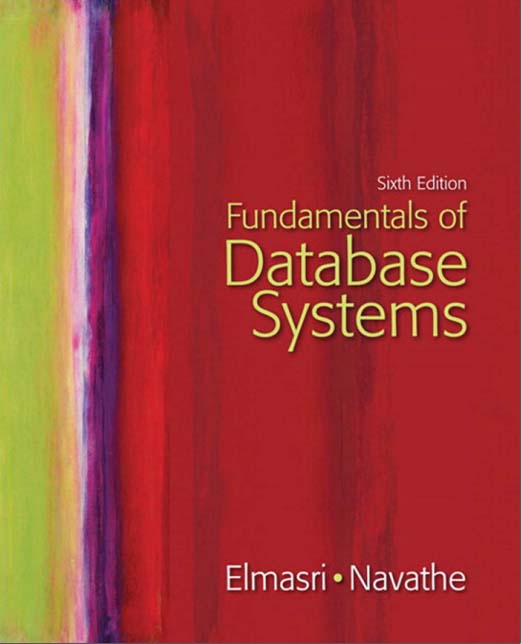 Sixth Edition
Fundamentals of
Database
Systems
Elmasri • Navathe